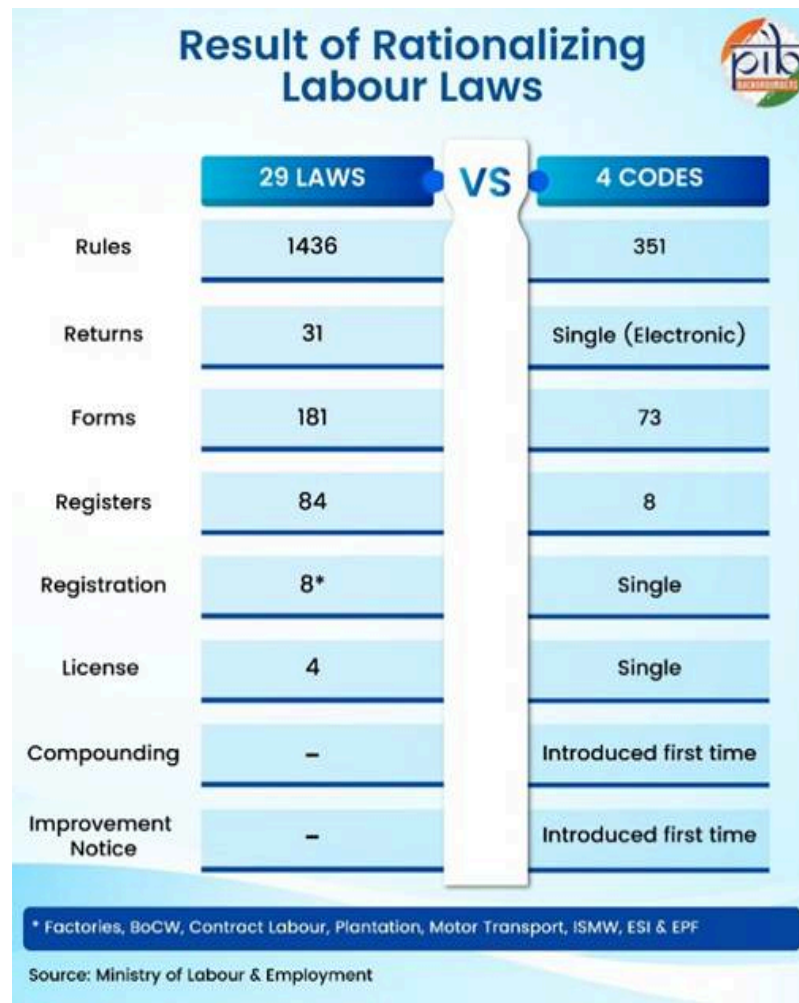 Result of Rationalizing
Labour Laws
pib
BACKGROUNDERS
29 LAWS VS 4 CODES
Rules 1436 351
Returns 31 Single (Electronic)
Forms 181 73
Registers 84 8
Registration 8* Single
License 4 Single
Compounding – Introduced first time
Improvement
Notice – Introduced first time
* Factories, BoCW, Contract Labour, Plantation, Motor Transport, ISMW, ESI & EPF
Source: Ministry of Labour & Employment